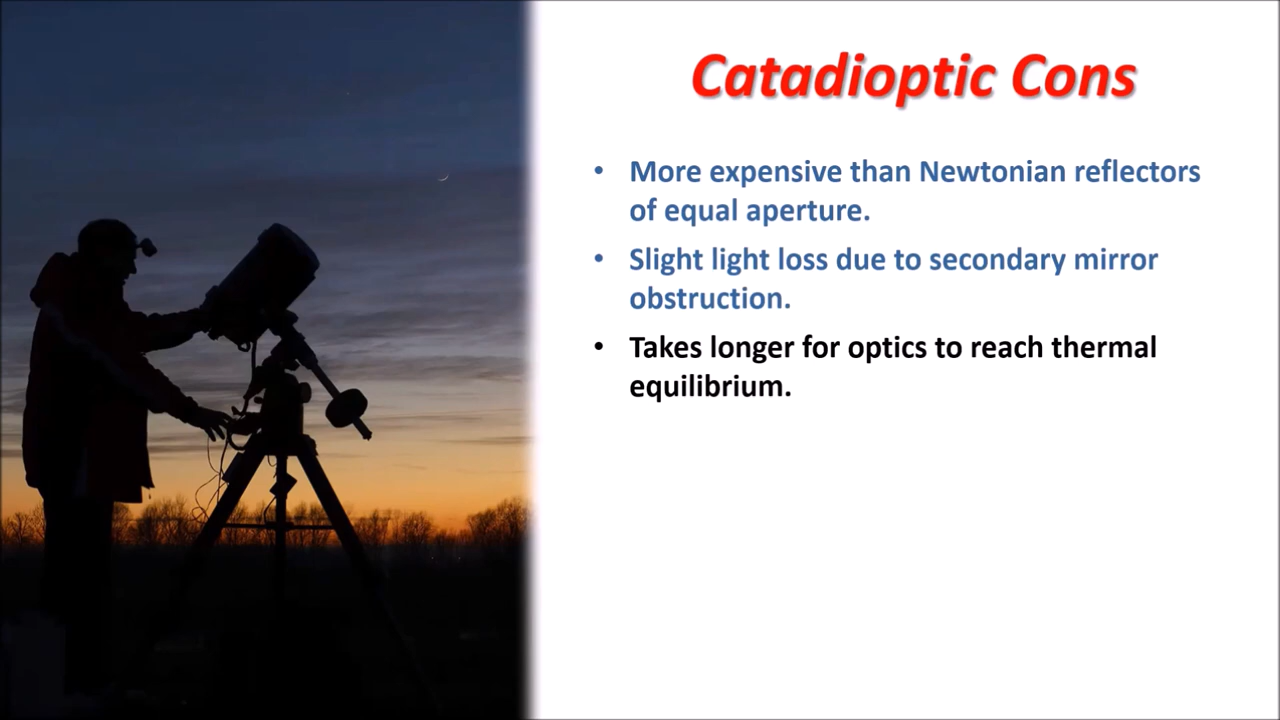 Catadioptic Cons
• More expensive than Newtonian reflectors
of equal aperture.
• Slight light loss due to secondary mirror
obstruction.
• Takes longer for optics to reach thermal
equilibrium.